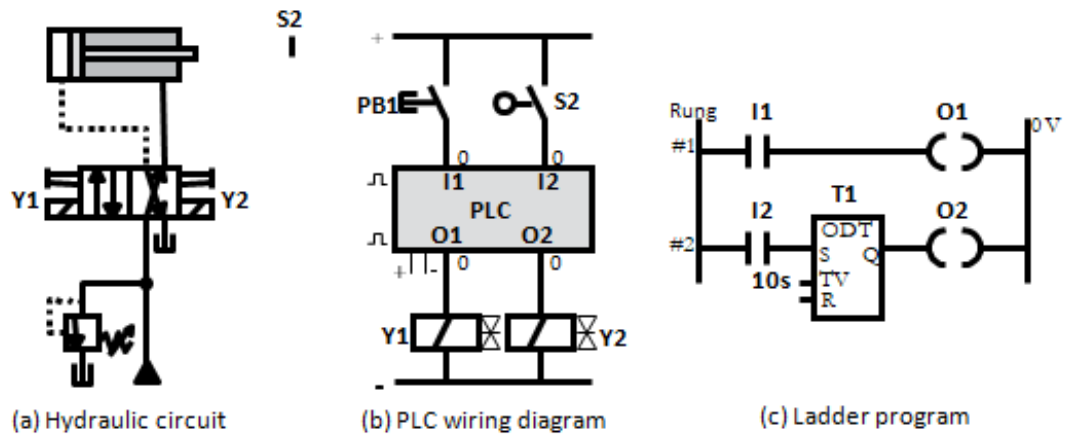 S2
Y1 Y2
(a) Hydraulic circuit
+
PB1 S2
0 0
I1 I2
PLC
O1 O2
+ - 0 0
Y1 Y2
-
(b) PLC wiring diagram
Rung I1 O1 0 V
#1
I2 T1 O2
#2 ODT
S Q
10s TV
R
(c) Ladder program